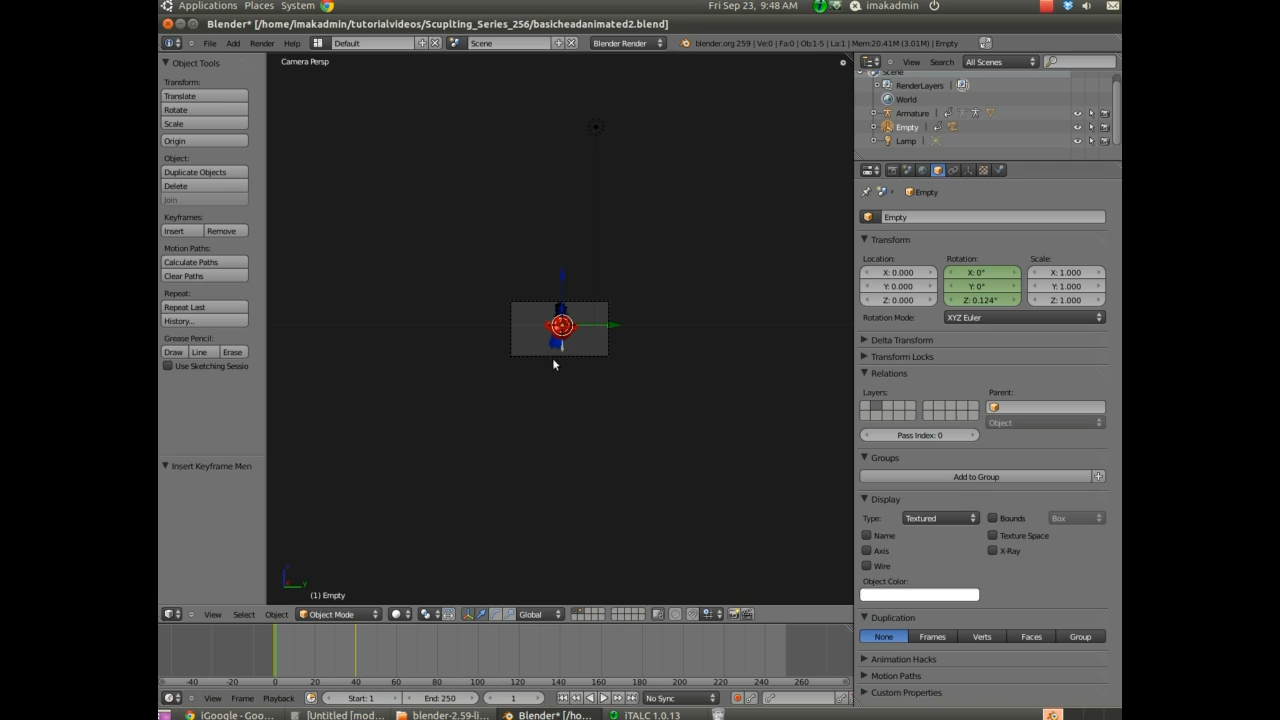 Applications Places System Fri Sep 23, 9:48 AM imakadmin
Blender* [/home/imakadmin/tutorialvideos/Scuplting_Series_256/basicheadanimated2.blend]
File Add Render Help Default Scene Blender Render blender.org 259 | Ve:0 | Fa:0 | Ob:1-5 | La:1 | Mem:20.41M (3.01M) | Empty
Object Tools
Transform:
Translate
Rotate
Scale
Origin
Object:
Duplicate Objects
Delete
Join
Keyframes:
Insert Remove
Motion Paths:
Calculate Paths
Clear Paths
Repeat:
Repeat Last
History...
Grease Pencil:
Draw Line Erase
Use Sketching Sessio
Insert Keyframe Men
Camera Persp
(1) Empty
View Select Object Object Mode Global
-40 -20 0 20 40 60 80 100 120 140 160 180 200 220 240 260
View Frame Playback Start: 1 End: 250 1 No Sync
View Search All Scenes
Scene
RenderLayers
World
Armature
Empty
Lamp
Empty
Empty
Transform
Location: Rotation: Scale:
X: 0.000 X: 0° X: 1.000
Y: 0.000 Y: 0° Y: 1.000
Z: 0.000 Z: 0.124° Z: 1.000
Rotation Mode: XYZ Euler
Delta Transform
Transform Locks
Relations
Layers: Parent:
Object
Pass Index: 0
Groups
Add to Group
Display
Type: Textured Bounds Box
Name Texture Space
Axis X-Ray
Wire
Object Color:
Duplication
None Frames Verts Faces Group
Animation Hacks
Motion Paths
Custom Properties
iGoogle - Goo... [Untitled [mod... blender-2.59-li... Blender* [/ho... iTALC 1.0.13